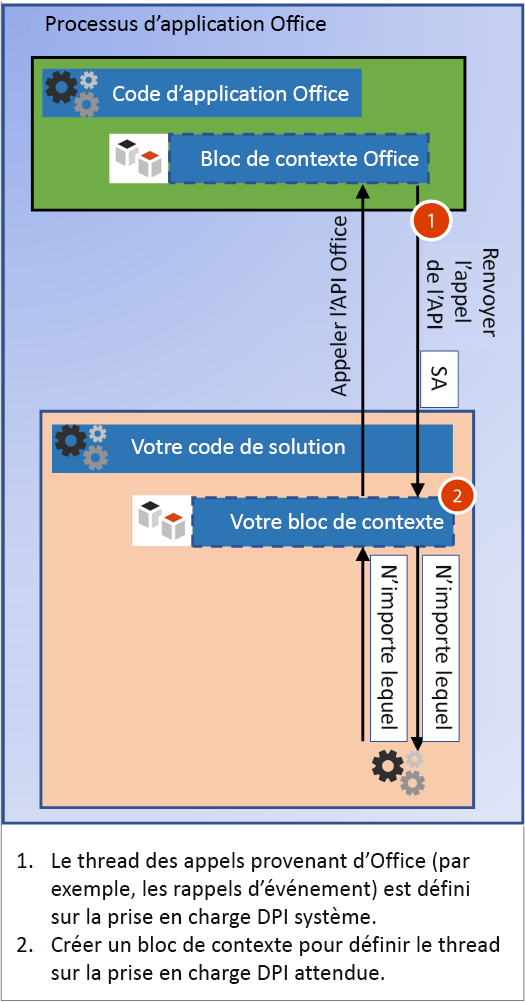 Processus d’application Office
Code d’application Office
Bloc de contexte Office
1
Appeler l’API Office
Renvoyer
l’appel
de l’API
SA
Votre code de solution
2
Votre bloc de contexte
N’importe lequel
N’importe lequel
1. Le thread des appels provenant d’Office (par
exemple, les rappels d’événement) est défini
sur la prise en charge DPI système.
2. Créer un bloc de contexte pour définir le thread
sur la prise en charge DPI attendue.